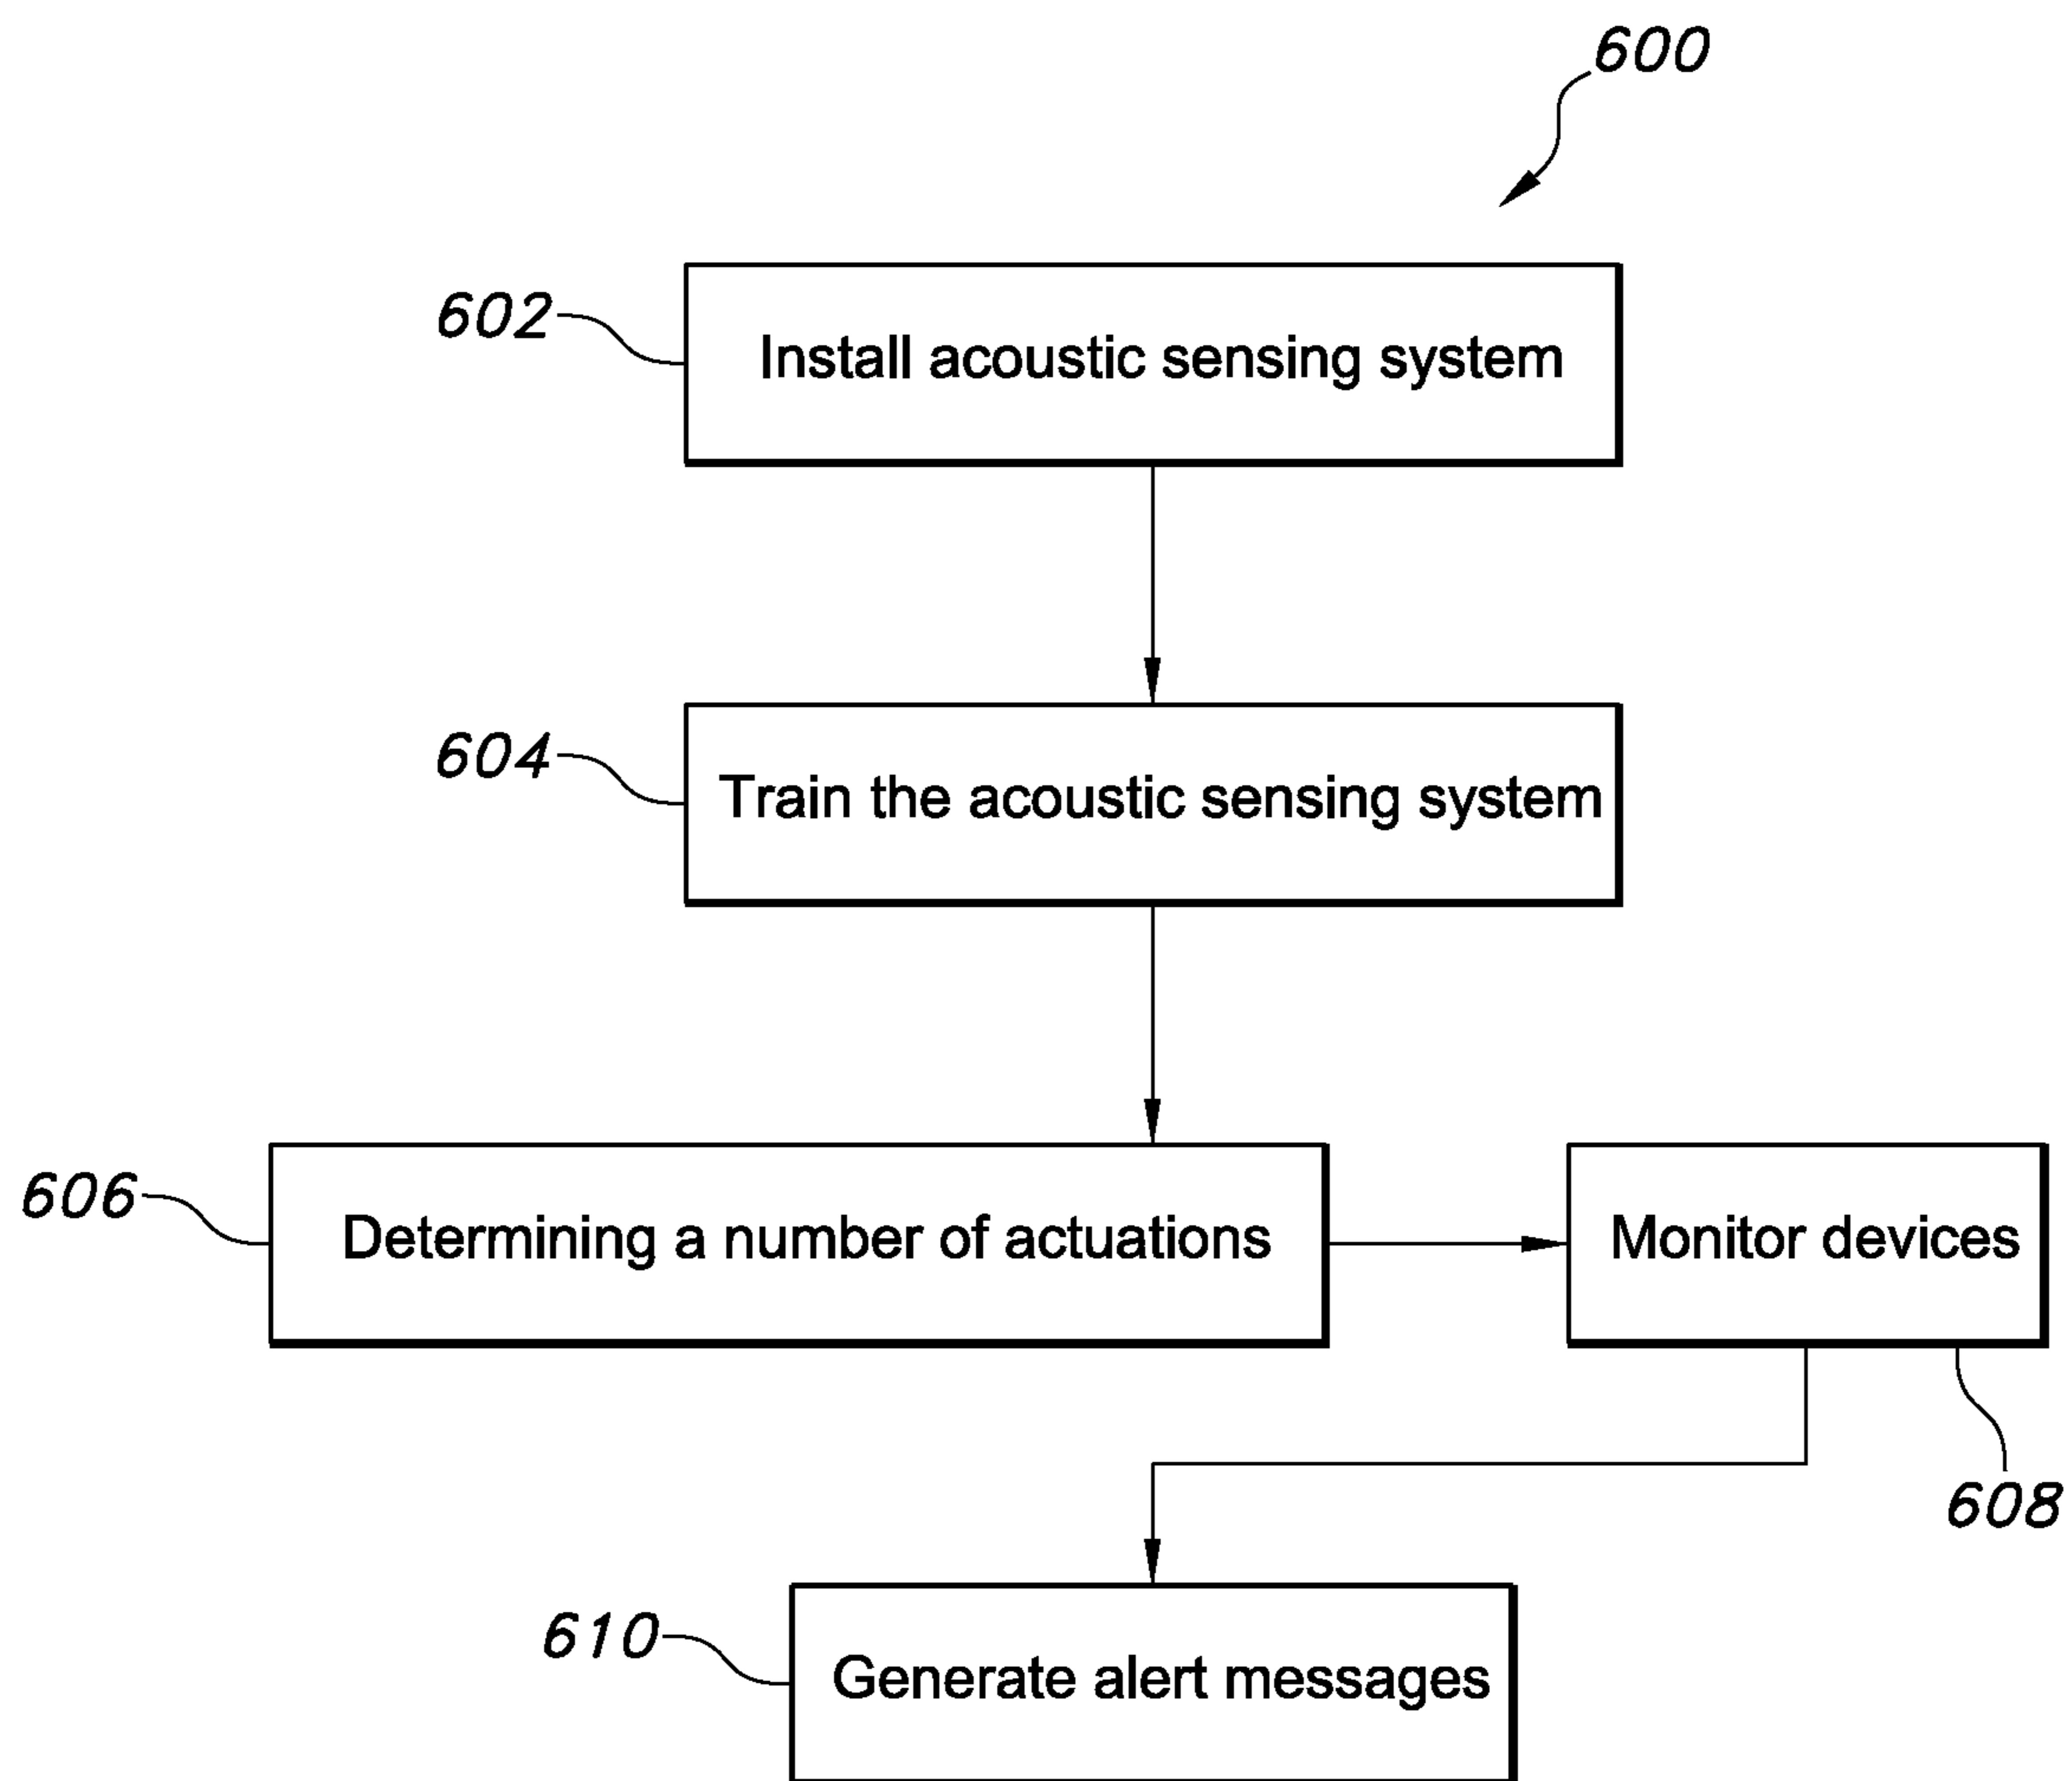 600
602
Install acoustic sensing system
604
Train the acoustic sensing system
606
Determining a number of actuations
Monitor devices
608
610
Generate alert messages